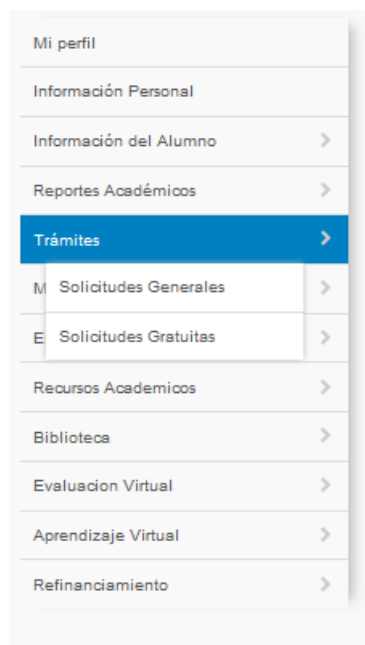 Mi perfil
Información Personal
Información del Alumno
Reportes Académicos
Trámites
Solicitudes Generales
Solicitudes Gratuitas
Recursos Academicos
Biblioteca
Evaluacion Virtual
Aprendizaje Virtual
Refinanciamiento